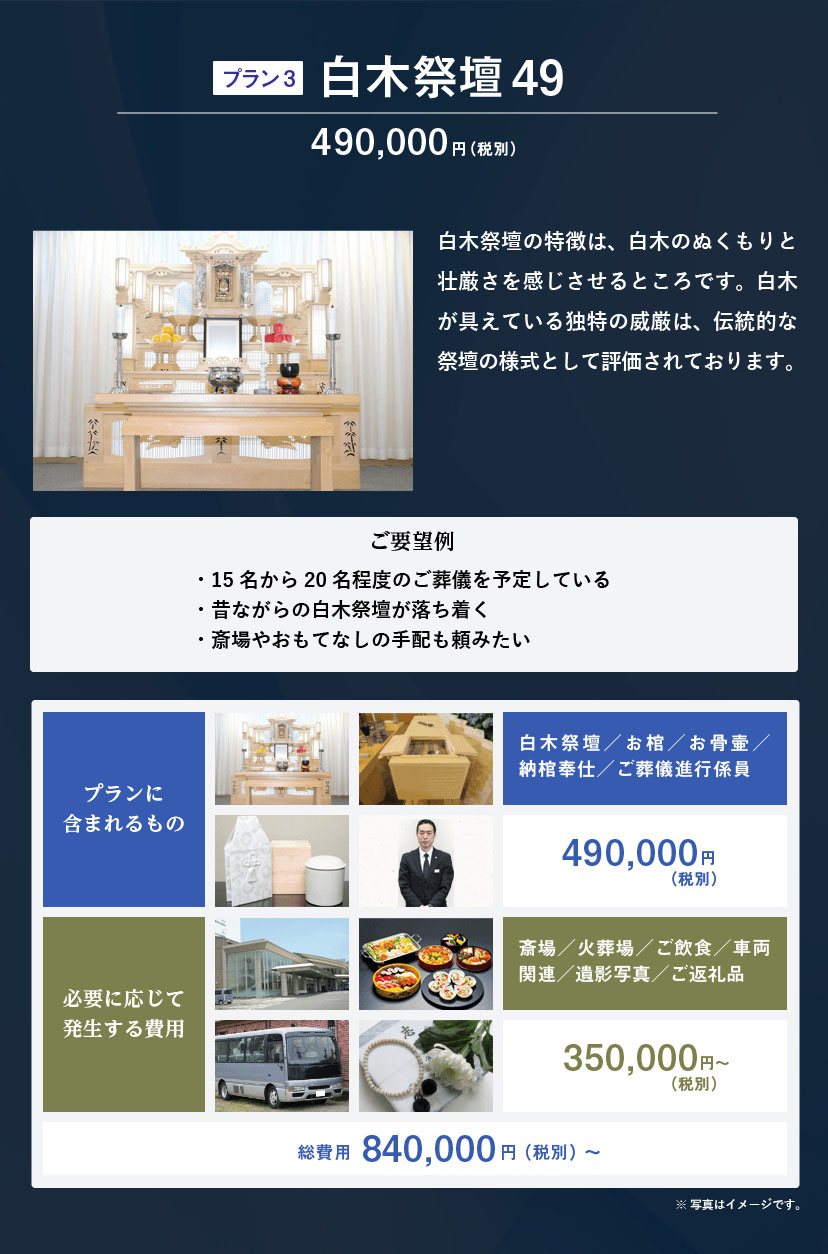 プラン3 白木祭壇 49
490,000円（税別）
白木祭壇の特徴は、白木のぬくもりと
壮厳さを感じさせるところです。白木
が具えている独特の威厳は、伝統的な
祭壇の様式として評価されております。
ご要望例
・15 名から 20 名程度のご葬儀を予定している
・昔ながらの白木祭壇が落ち着く
・斎場やおもてなしの手配も頼みたい
プランに
含まれるもの
白木祭壇／お棺／お骨壷／
納棺奉仕／ご葬儀進行係員
490,000円
（税別）
必要に応じて
発生する費用
斎場／火葬場／ご飲食／車両
関連／遺影写真／ご返礼品
350,000円～
（税別）
総費用 840,000円（税別）～
※ 写真はイメージです。